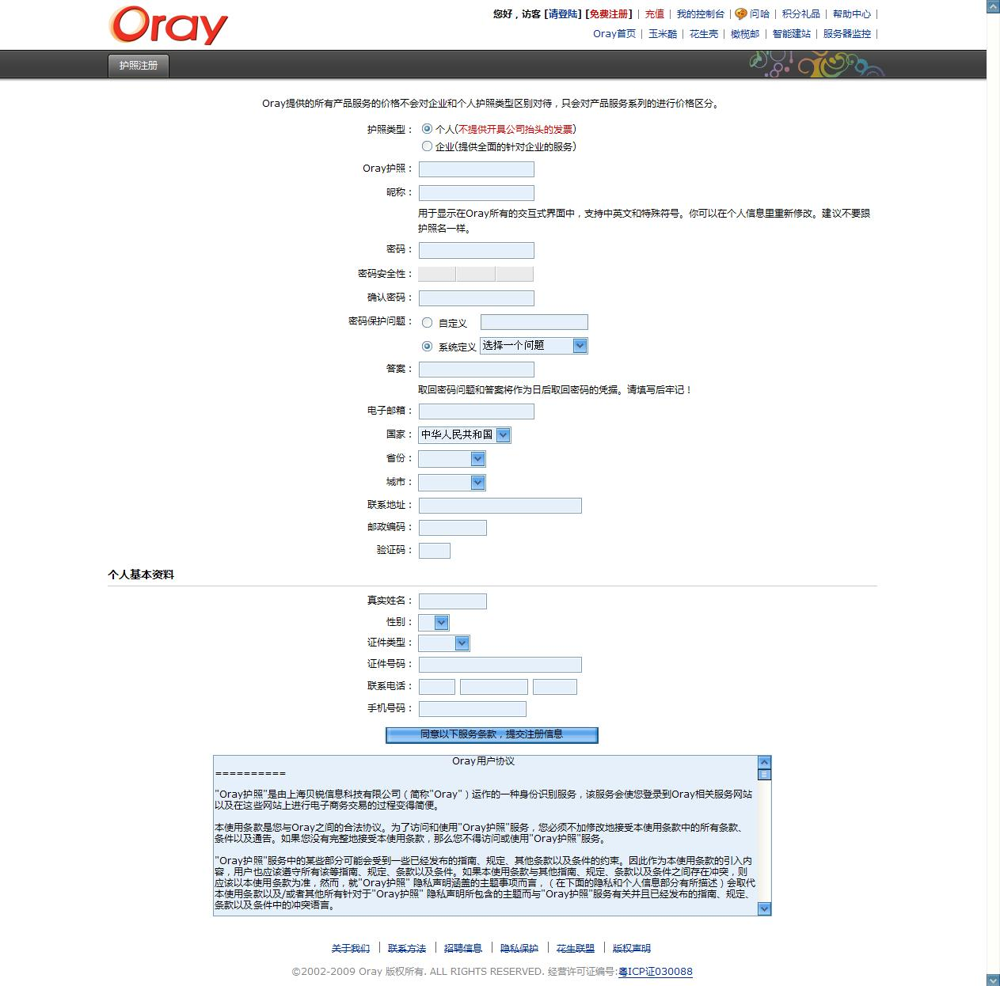 Oray
您好，访客 [请登陆] [免费注册] | 充值 | 我的控制台 | 问哈 | 积分礼品 | 帮助中心 |
Oray首页 | 玉米酷 | 花生壳 | 橄榄邮 | 智能建站 | 服务器监控 |
护照注册
Oray提供的所有产品服务的价格不会对企业和个人护照类型区别对待，只会对产品服务系列的进行价格区分。
护照类型： 个人(不提供开具公司抬头的发票)
企业(提供全面的针对企业的服务)
Oray护照：
昵称：
用于显示在Oray所有的交互式界面中，支持中英文和特殊符号。你可以在个人信息里重新修改。建议不要跟
护照名一样。
密码：
密码安全性：
确认密码：
密码保护问题： 自定义
系统定义 选择一个问题
答案：
取回密码问题和答案将作为日后取回密码的凭据。请填写后牢记！
电子邮箱：
国家： 中华人民共和国
省份：
城市：
联系地址：
邮政编码：
验证码：
个人基本资料
真实姓名：
性别：
证件类型：
证件号码：
联系电话：
手机号码：
同意以下服务条款，提交注册信息
Oray用户协议
==========
"Oray护照"是由上海贝锐信息科技有限公司（简称"Oray"）运作的一种身份识别服务，该服务会使您登录到Oray相关服务网站
以及在这些网站上进行电子商务交易的过程变得简便。
本使用条款是您与Oray之间的合法协议。为了访问和使用"Oray护照"服务，您必须不加修改地接受本使用条款中的所有条款、
条件以及通告。如果您没有完整地接受本使用条款，那么您不得访问或使用"Oray护照"服务。
"Oray护照"服务中的某些部分可能会受到一些已经发布的指南、规定、其他条款以及条件的约束。因此作为本使用条款的引入内
容，用户也应该遵守所有该等指南、规定、条款以及条件。如果本使用条款与其他指南、规定、条款以及条件之间存在冲突，则
应该以本使用条款为准，然而，就"Oray护照" 隐私声明涵盖的主题事项而言，（在下面的隐私和个人信息部分有所描述）会取代
本使用条款以及/或者其他所有针对于"Oray护照" 隐私声明所包含的主题而与"Oray护照"服务有关并且已经发布的指南、规定、
条款以及条件中的冲突语言。
关于我们 | 联系方法 | 招聘信息 | 隐私保护 | 花生联盟 | 版权声明
©2002-2009 Oray 版权所有. ALL RIGHTS RESERVED. 经营许可证编号:粤ICP证030088